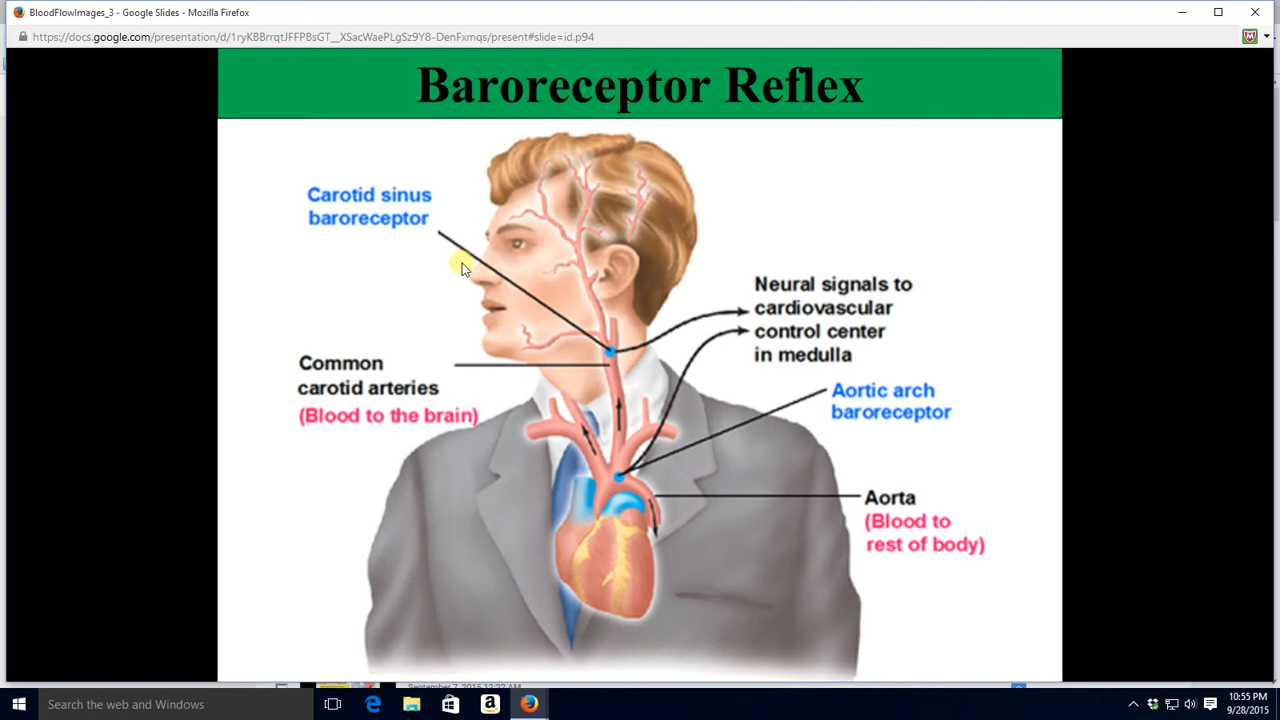 BloodFlowImages_3 - Google Slides - Mozilla Firefox
https://docs.google.com/presentation/d/1ryKBBrrqtJFFPBsGT__XSacWaePLgSz9Y8-DenFxmqs/present#slide=id.p94
Baroreceptor Reflex
Carotid sinus
baroreceptor
Neural signals to
cardiovascular
control center
in medulla
Common
carotid arteries
(Blood to the brain)
Aortic arch
baroreceptor
Aorta
(Blood to
rest of body)
Search the web and Windows
10:55 PM
9/28/2015